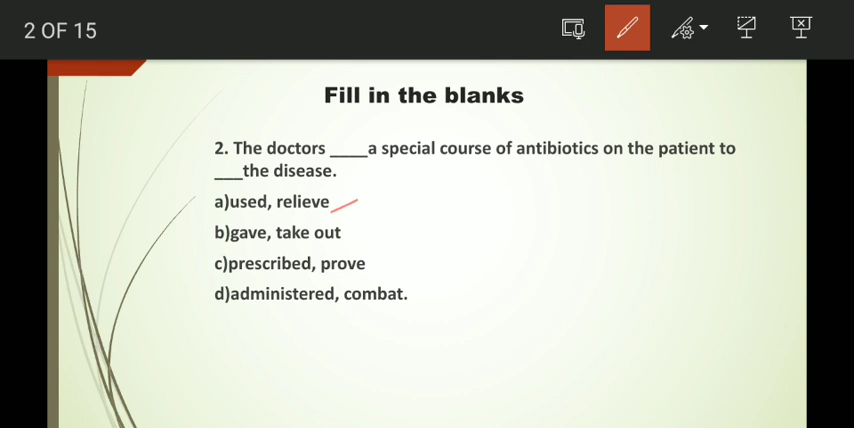 2 OF 15
Fill in the blanks
2. The doctors ____a special course of antibiotics on the patient to
___the disease.
a)used, relieve
b)gave, take out
c)prescribed, prove
d)administered, combat.